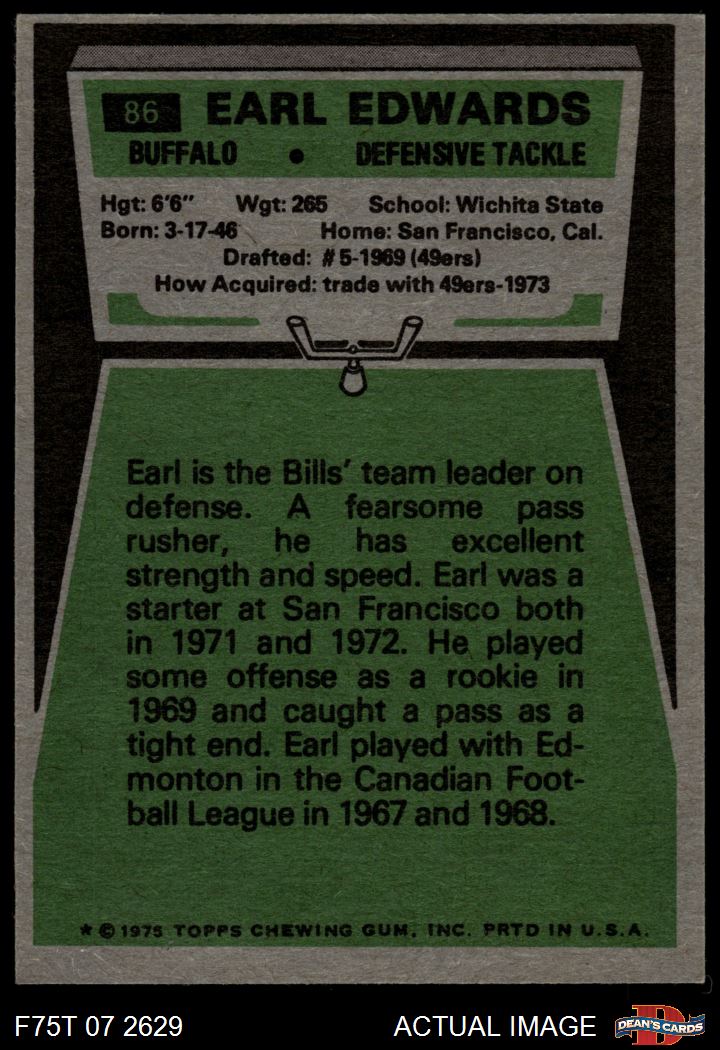 86 EARL EDWARDS
BUFFALO • DEFENSIVE TACKLE
Hgt: 6'6" Wgt: 265 School: Wichita State
Born: 3-17-46 Home: San Francisco, Cal.
Drafted: #5-1969 (49ers)
How Acquired: trade with 49ers-1973
Earl is the Bills' team leader on
defense. A fearsome pass
rusher, he has excellent
strength and speed. Earl was a
starter at San Francisco both
in 1971 and 1972. He played
some offense as a rookie in
1969 and caught a pass as a
tight end. Earl played with Ed-
monton in the Canadian Foot-
ball League in 1967 and 1968.
* © 1975 TOPPS CHEWING GUM, INC. PRTD IN U.S.A.
F75T 07 2629 ACTUAL IMAGE D DEAN'S CARDS